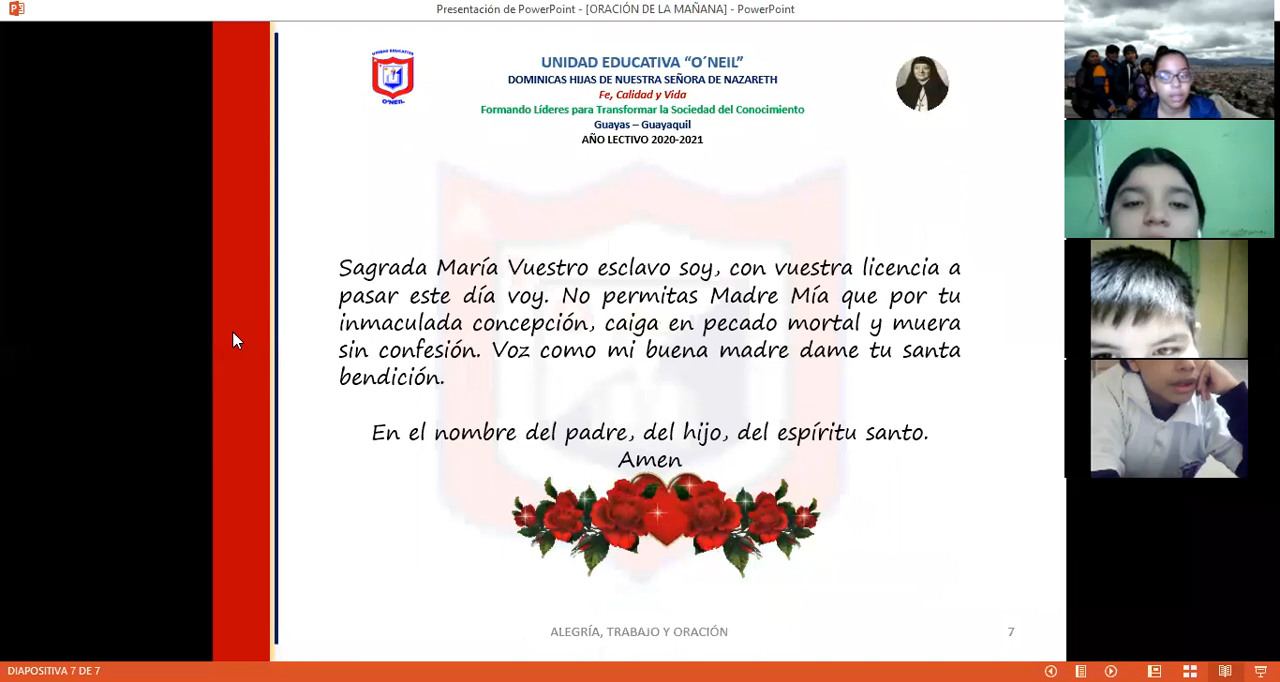 Presentación de PowerPoint - [ORACIÓN DE LA MAÑANA] - PowerPoint
UNIDAD EDUCATIVA
O'NEIL
UNIDAD EDUCATIVA “O´NEIL”
DOMINICAS HIJAS DE NUESTRA SEÑORA DE NAZARETH
Fe, Calidad y Vida
Formando Líderes para Transformar la Sociedad del Conocimiento
Guayas – Guayaquil
AÑO LECTIVO 2020-2021
Sagrada María Vuestro esclavo soy, con vuestra licencia a
pasar este día voy. No permitas Madre Mía que por tu
inmaculada concepción, caiga en pecado mortal y muera
sin confesión. Voz como mi buena madre dame tu santa
bendición.
En el nombre del padre, del hijo, del espíritu santo.
Amen
ALEGRÍA, TRABAJO Y ORACIÓN
7
DIAPOSITIVA 7 DE 7